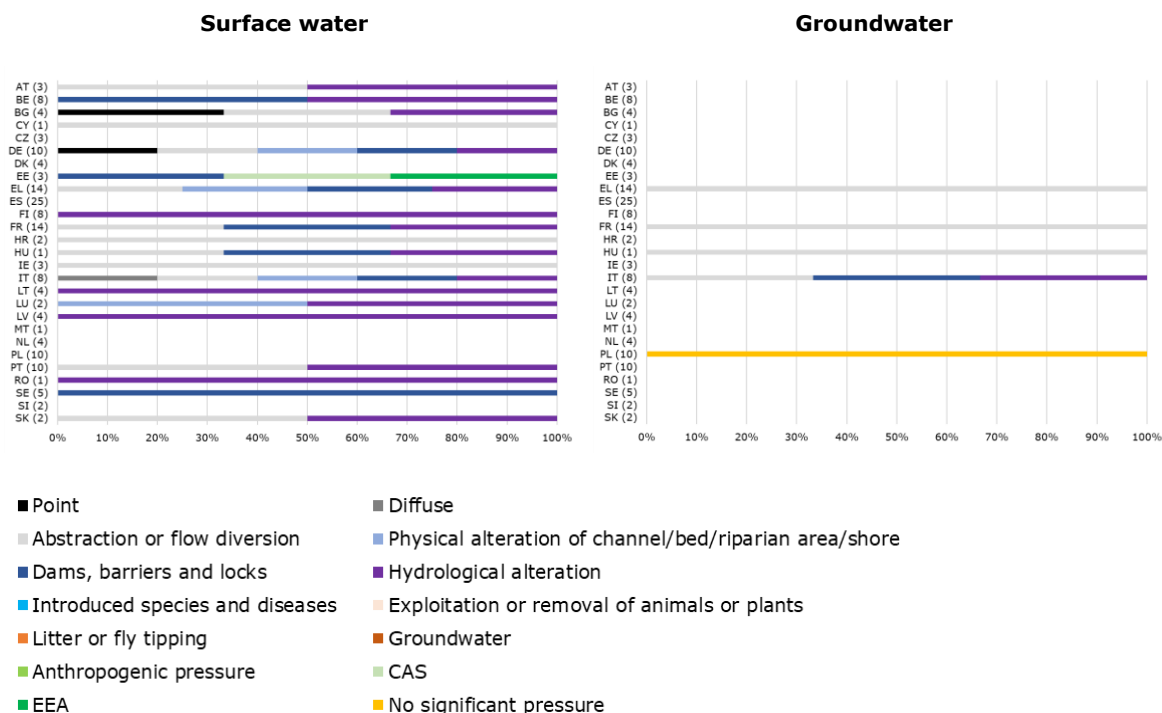 Surface water
Groundwater
AT (3)
BE (8)
BG (4)
CY (1)
CZ (3)
DE (10)
DK (4)
EE (3)
EL (14)
ES (25)
FI (8)
FR (14)
HR (2)
HU (1)
IE (3)
IT (8)
LT (4)
LU (2)
LV (4)
MT (1)
NL (4)
PL (10)
PT (10)
RO (1)
SE (5)
SI (2)
SK (2)
0% 10% 20% 30% 40% 50% 60% 70% 80% 90% 100%
AT (3)
BE (8)
BG (4)
CY (1)
CZ (3)
DE (10)
DK (4)
EE (3)
EL (14)
ES (25)
FI (8)
FR (14)
HR (2)
HU (1)
IE (3)
IT (8)
LT (4)
LU (2)
LV (4)
MT (1)
NL (4)
PL (10)
PT (10)
RO (1)
SE (5)
SI (2)
SK (2)
0% 10% 20% 30% 40% 50% 60% 70% 80% 90% 100%
Point
Diffuse
Abstraction or flow diversion
Physical alteration of channel/bed/riparian area/shore
Dams, barriers and locks
Hydrological alteration
Introduced species and diseases
Exploitation or removal of animals or plants
Litter or fly tipping
Groundwater
Anthropogenic pressure
CAS
EEA
No significant pressure